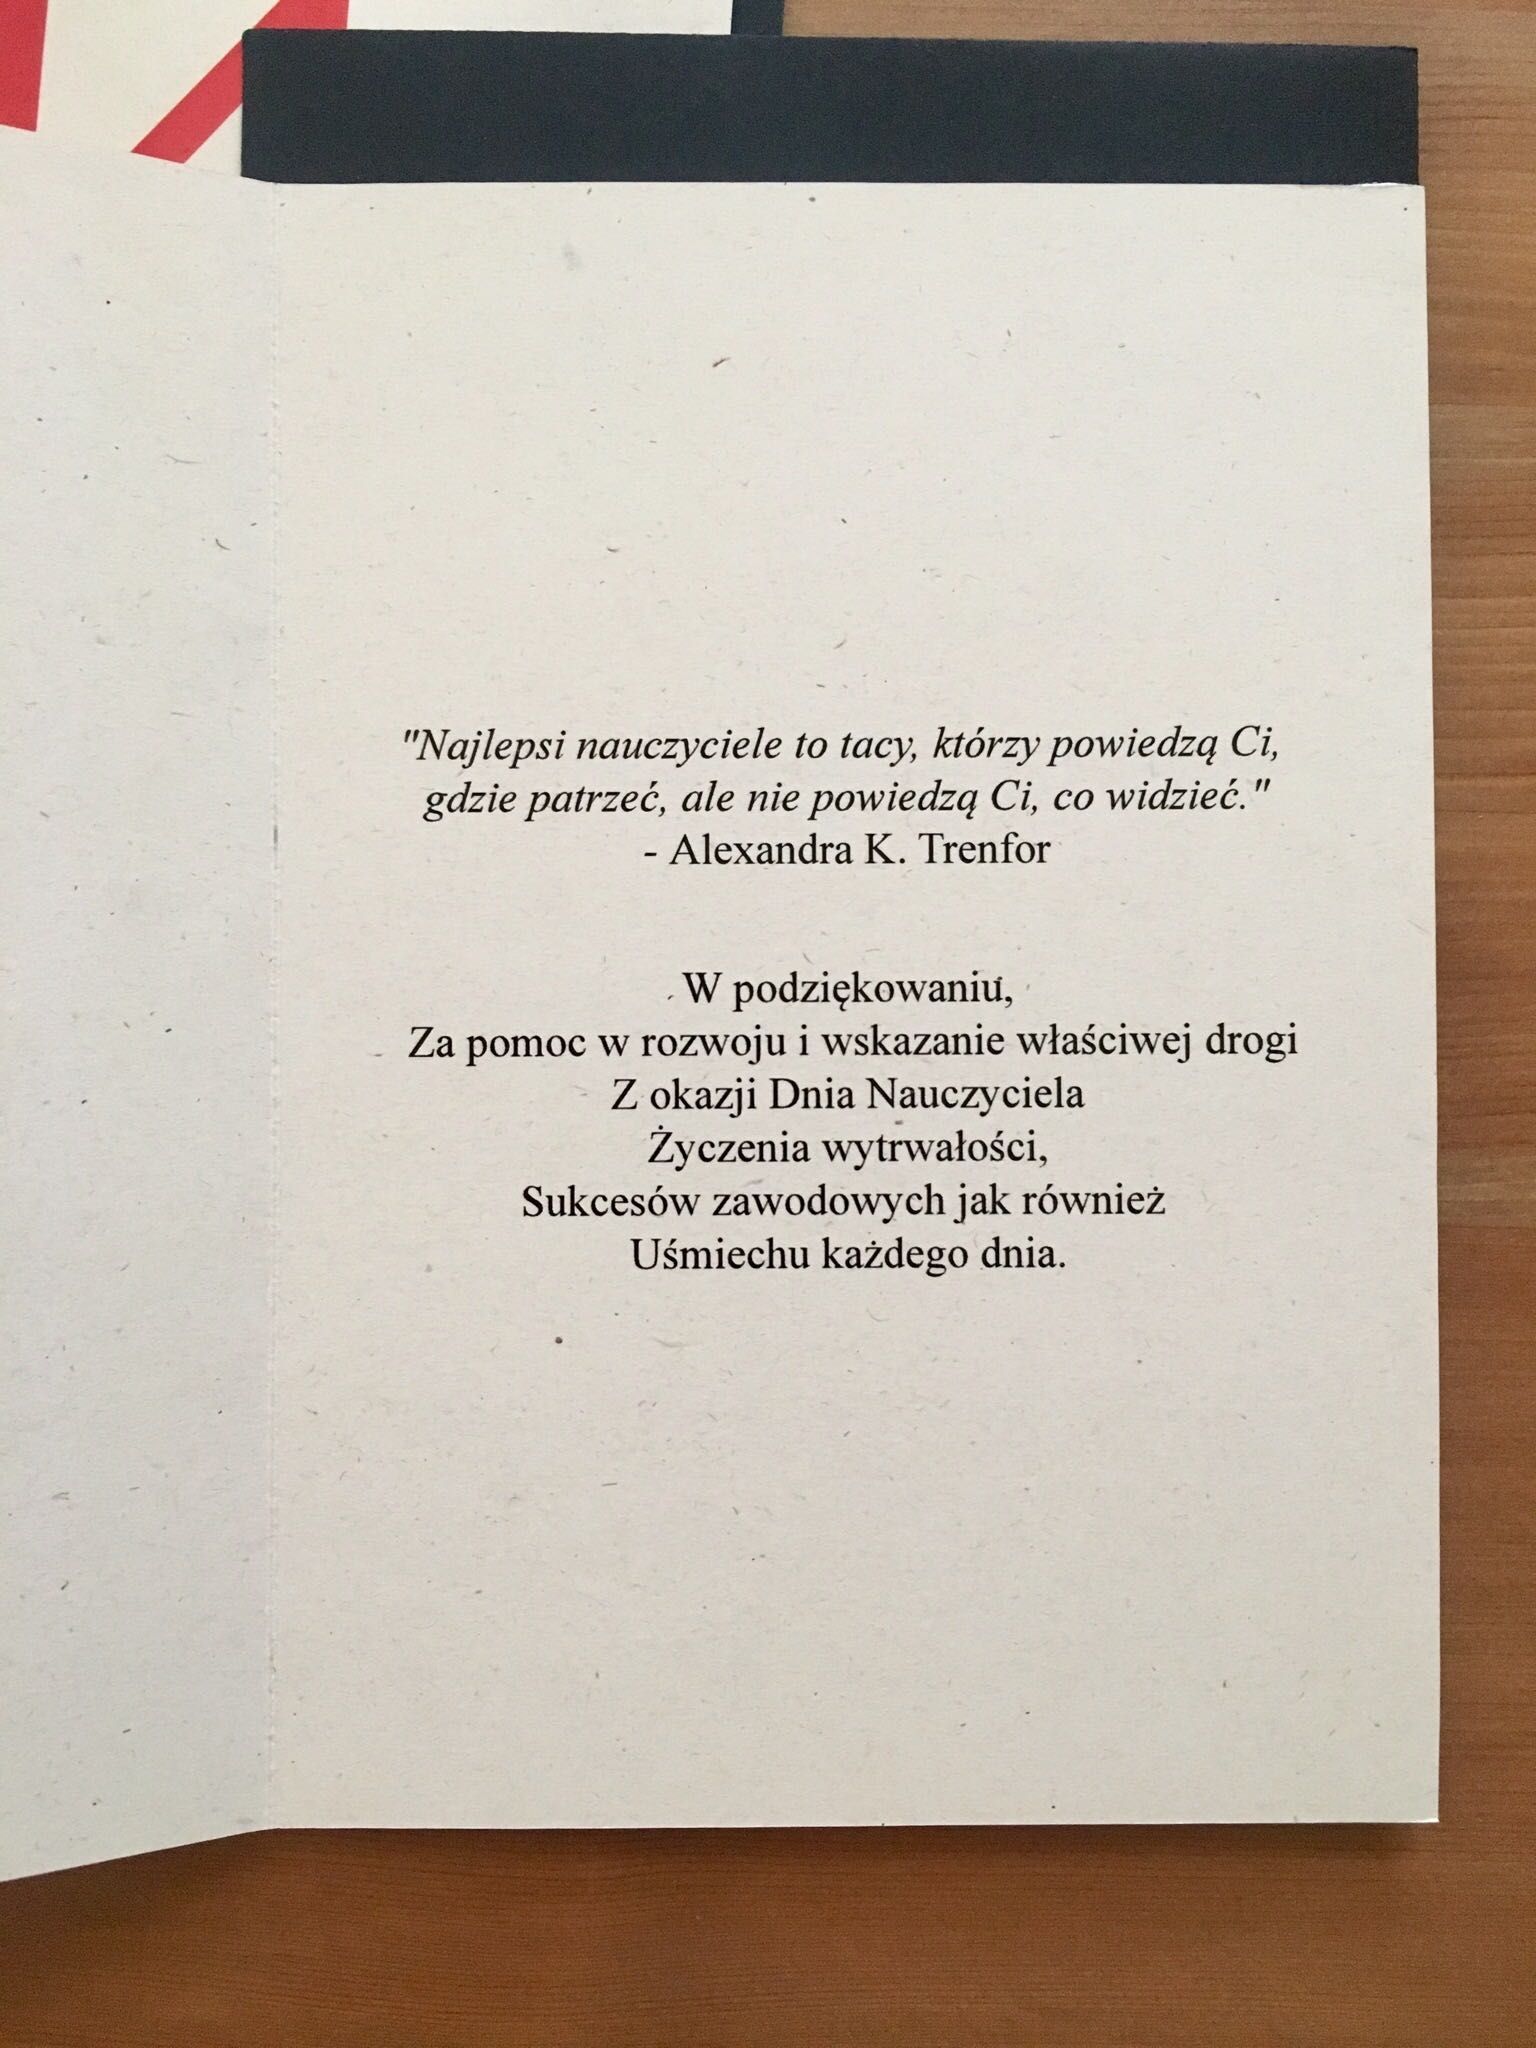 "Najlepsi nauczyciele to tacy, którzy powiedzą Ci,
gdzie patrzeć, ale nie powiedzą Ci, co widzieć."
- Alexandra K. Trenfor
W podziękowaniu,
Za pomoc w rozwoju i wskazanie właściwej drogi
Z okazji Dnia Nauczyciela
Życzenia wytrwałości,
Sukcesów zawodowych jak również
Uśmiechu każdego dnia.